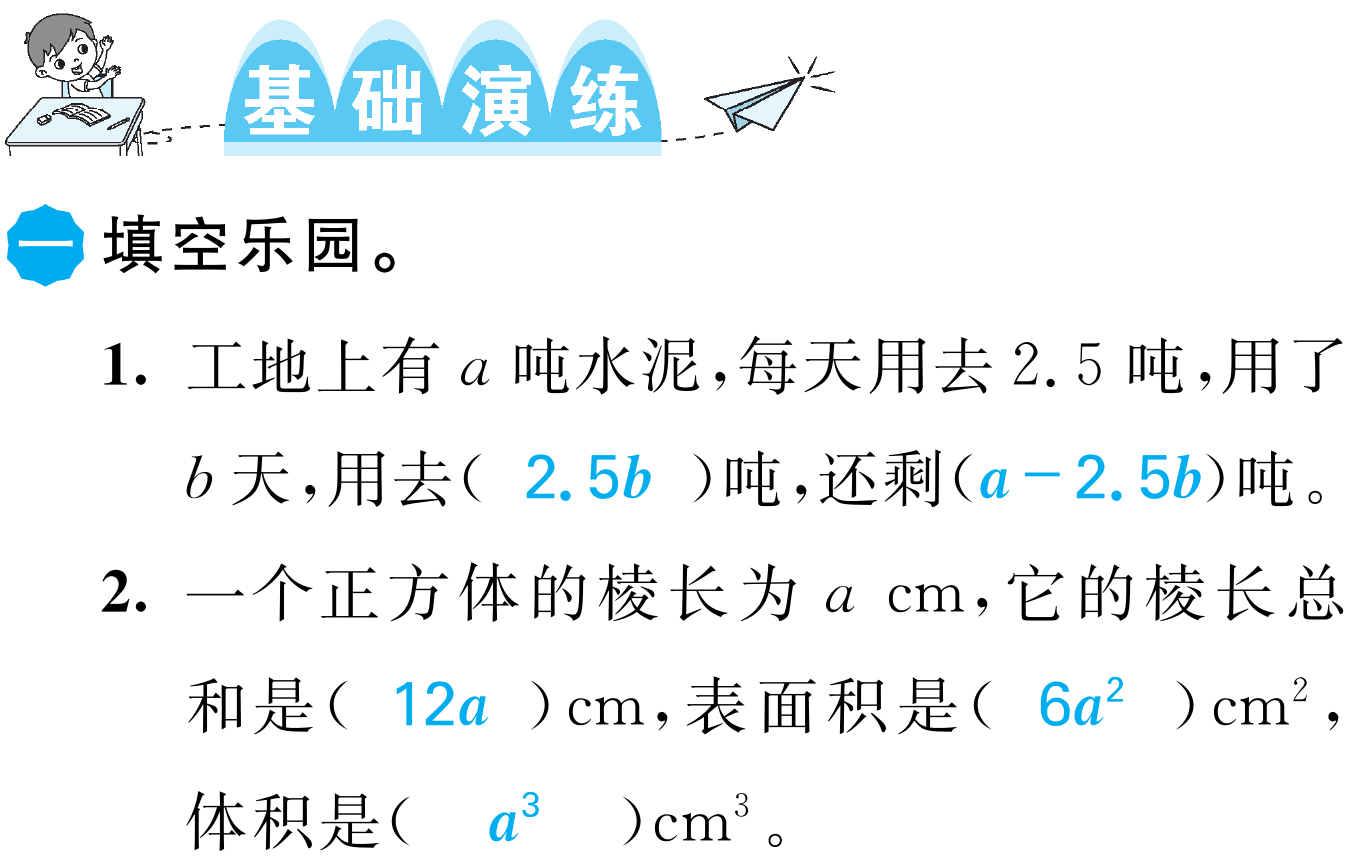 基础演练
一 填空乐园。
1. 工地上有 a 吨水泥,每天用去 2.5 吨,用了
b 天,用去( 2.5b )吨,还剩(a-2.5b)吨。
2. 一个正方体的棱长为 a cm,它的棱长总
和是( 12a )cm,表面积是( 6a² )cm²,
体积是( a³ )cm³。